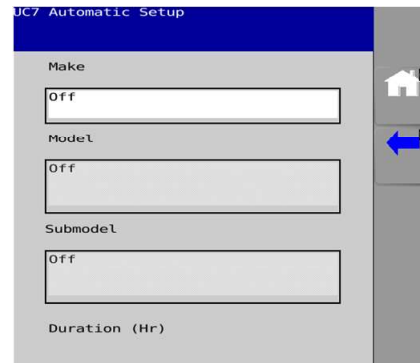 UC7 Automatic Setup
Make
Off
Model
Off
Submodel
Off
Duration (Hr)